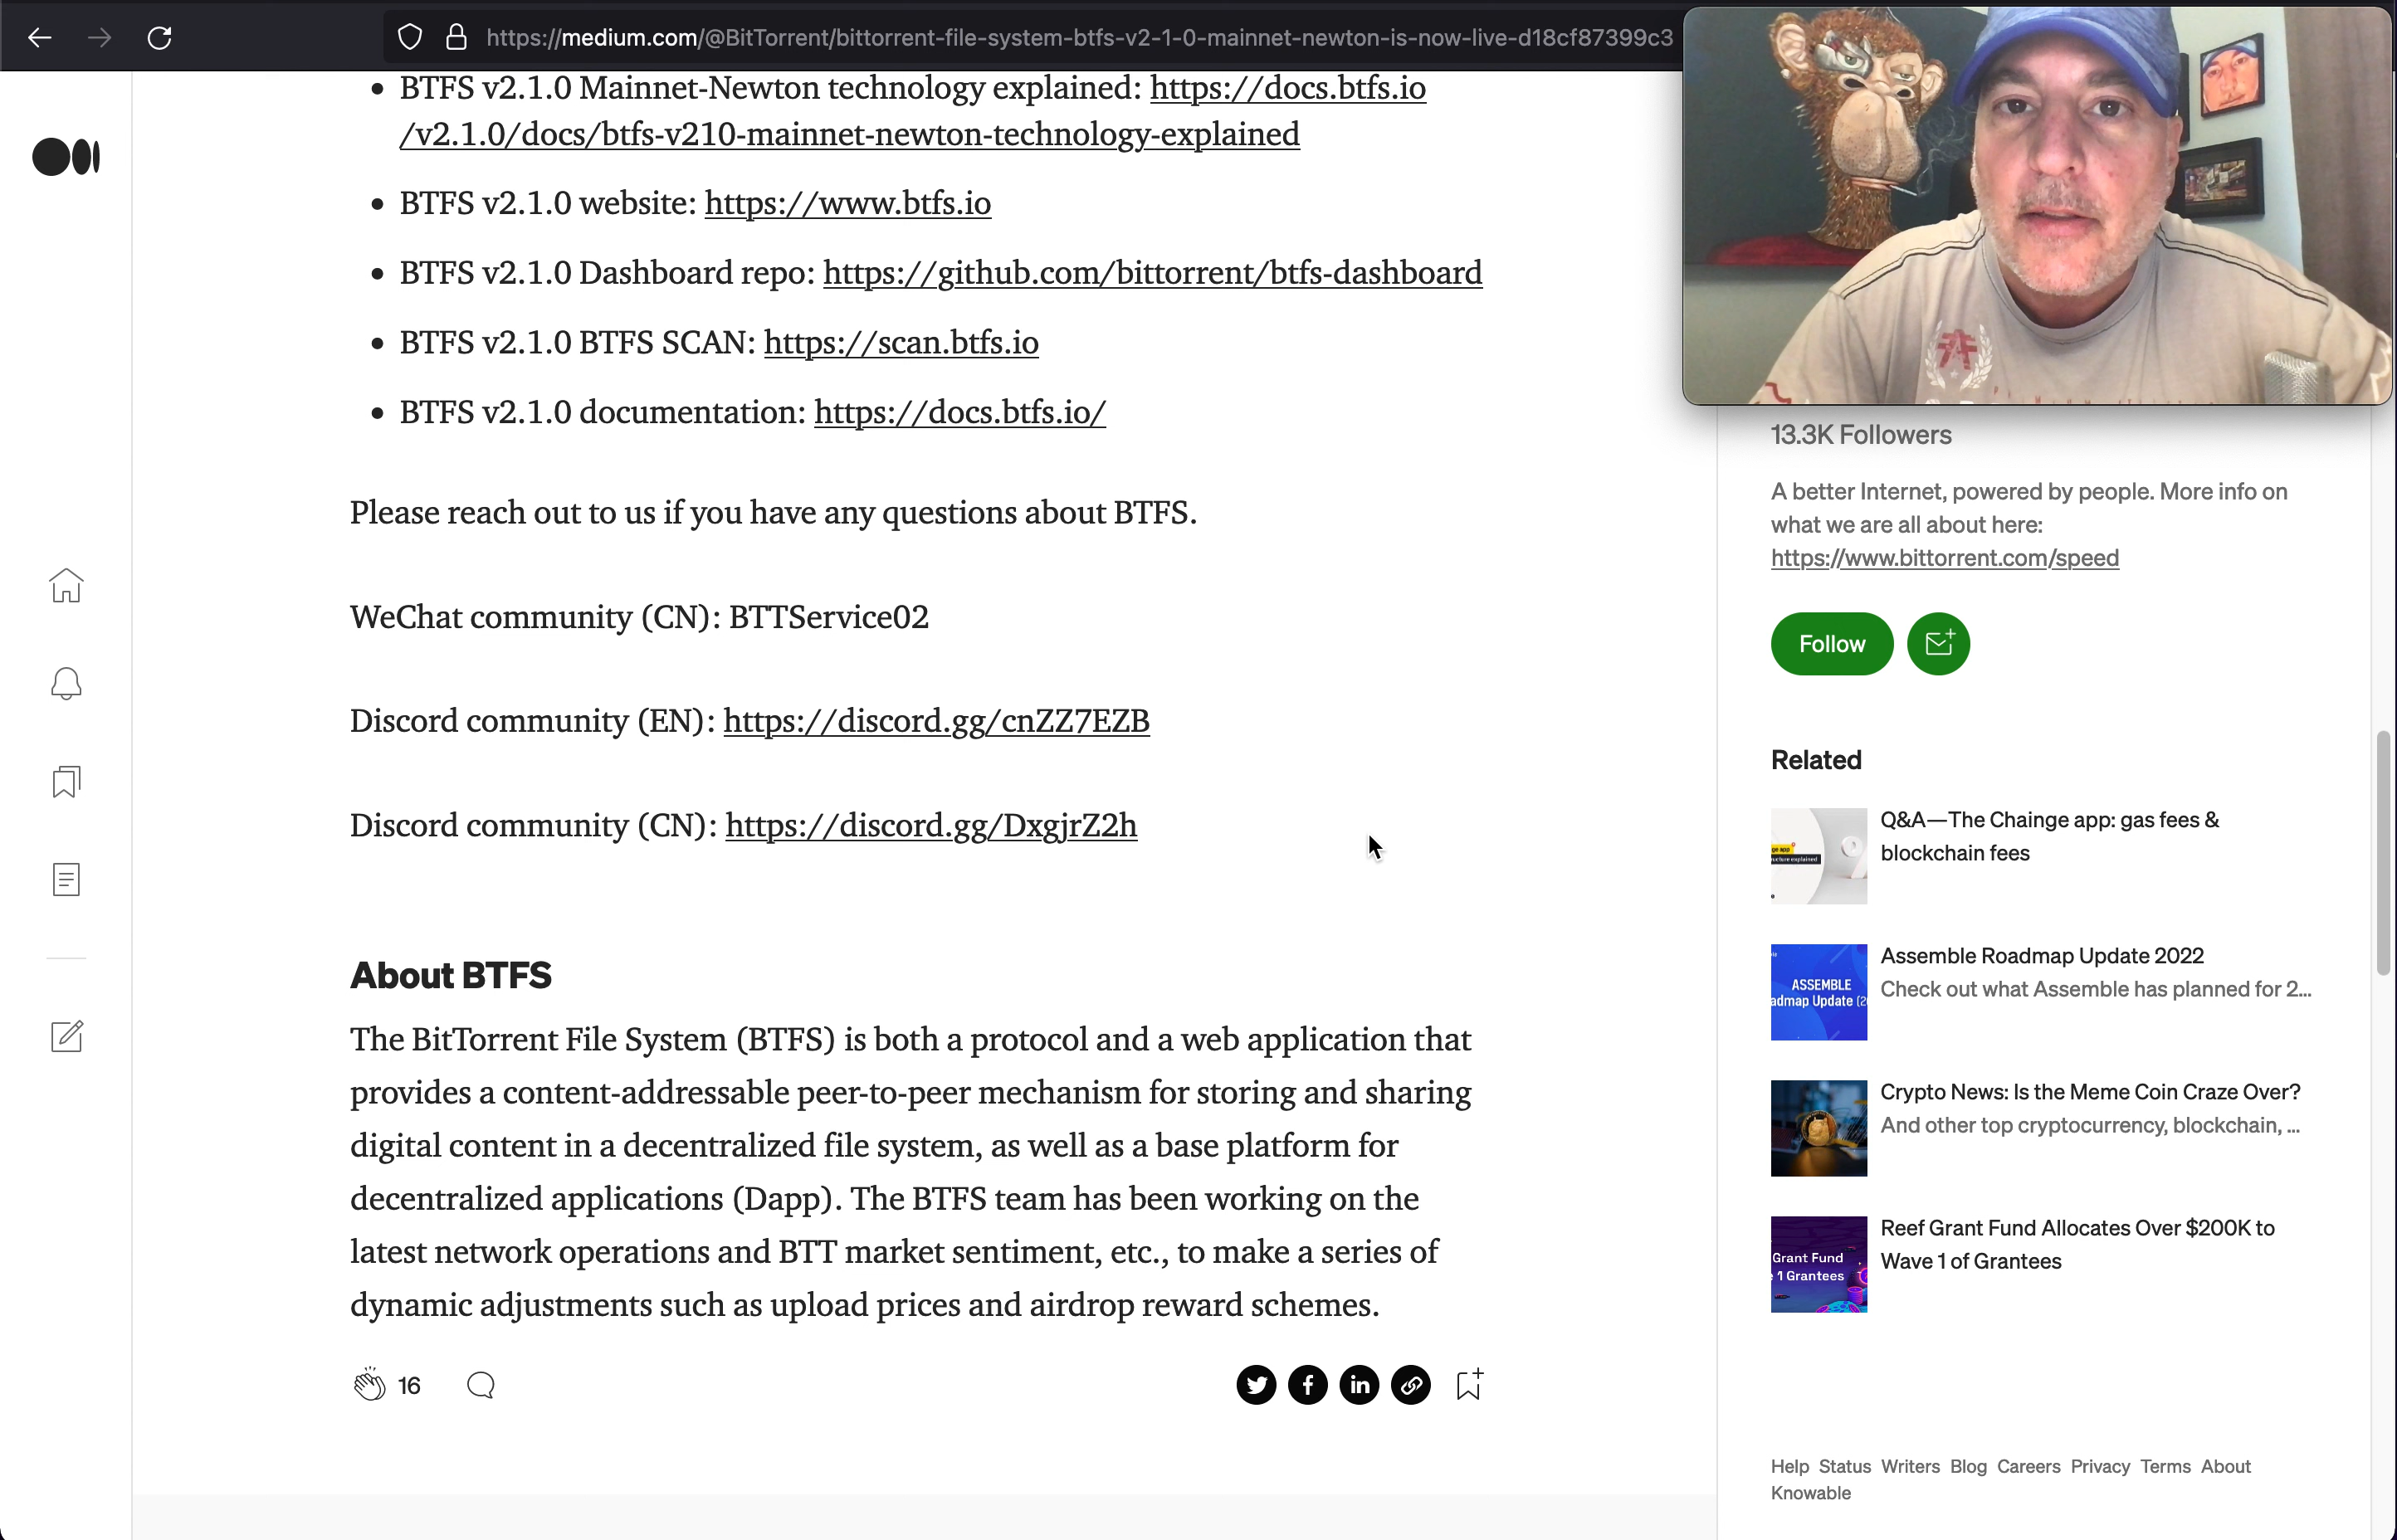 https://medium.com/@BitTorrent/bittorrent-file-system-btfs-v2-1-0-mainnet-newton-is-now-live-d18cf87399c3
BTFS v2.1.0 Mainnet-Newton technology explained: https://docs.btfs.io
/v2.1.0/docs/btfs-v210-mainnet-newton-technology-explained
BTFS v2.1.0 website: https://www.btfs.io
BTFS v2.1.0 Dashboard repo: https://github.com/bittorrent/btfs-dashboard
BTFS v2.1.0 BTFS SCAN: https://scan.btfs.io
BTFS v2.1.0 documentation: https://docs.btfs.io/
Please reach out to us if you have any questions about BTFS.
WeChat community (CN): BTTService02
Discord community (EN): https://discord.gg/cnZZ7EZB
Discord community (CN): https://discord.gg/DxgjrZ2h
About BTFS
The BitTorrent File System (BTFS) is both a protocol and a web application that
provides a content-addressable peer-to-peer mechanism for storing and sharing
digital content in a decentralized file system, as well as a base platform for
decentralized applications (Dapp). The BTFS team has been working on the
latest network operations and BTT market sentiment, etc., to make a series of
dynamic adjustments such as upload prices and airdrop reward schemes.
16
13.3K Followers
A better Internet, powered by people. More info on
what we are all about here:
https://www.bittorrent.com/speed
Follow
Related
Q&A—The Chainge app: gas fees &
blockchain fees
ASSEMBLE
admap Update (20
Assemble Roadmap Update 2022
Check out what Assemble has planned for 2...
Crypto News: Is the Meme Coin Craze Over?
And other top cryptocurrency, blockchain, ...
Grant Fund
1 Grantees
Reef Grant Fund Allocates Over $200K to
Wave 1 of Grantees
Help Status Writers Blog Careers Privacy Terms About
Knowable